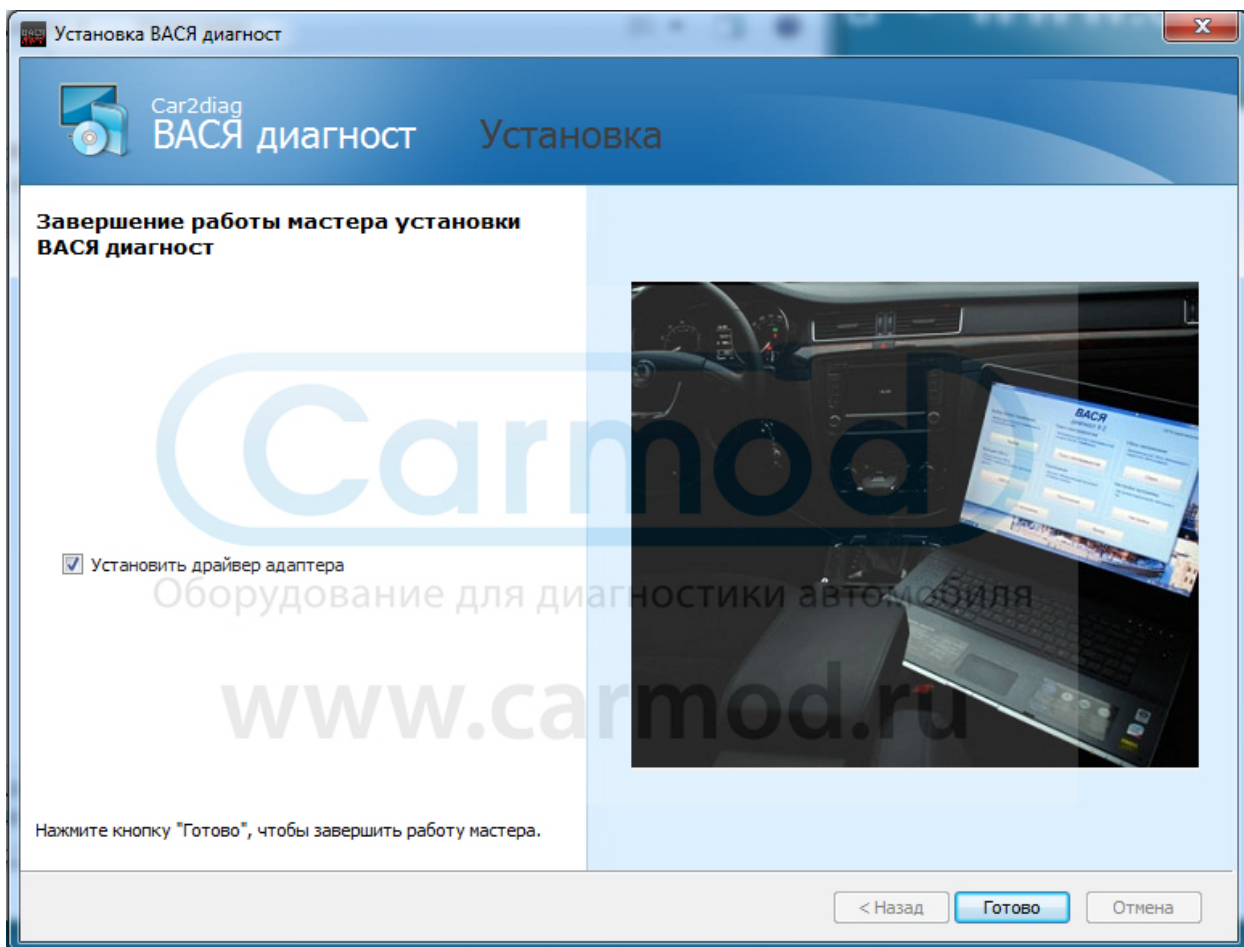 Установка ВАСЯ диагност
Car2diag
ВАСЯ диагност Установка
Завершение работы мастера установки
ВАСЯ диагност
ВАСЯ
Carmod
Установить драйвер адаптера
Оборудование для диагностики автомобиля
www.carmod.ru
Нажмите кнопку "Готово", чтобы завершить работу мастера.
< Назад Готово Отмена